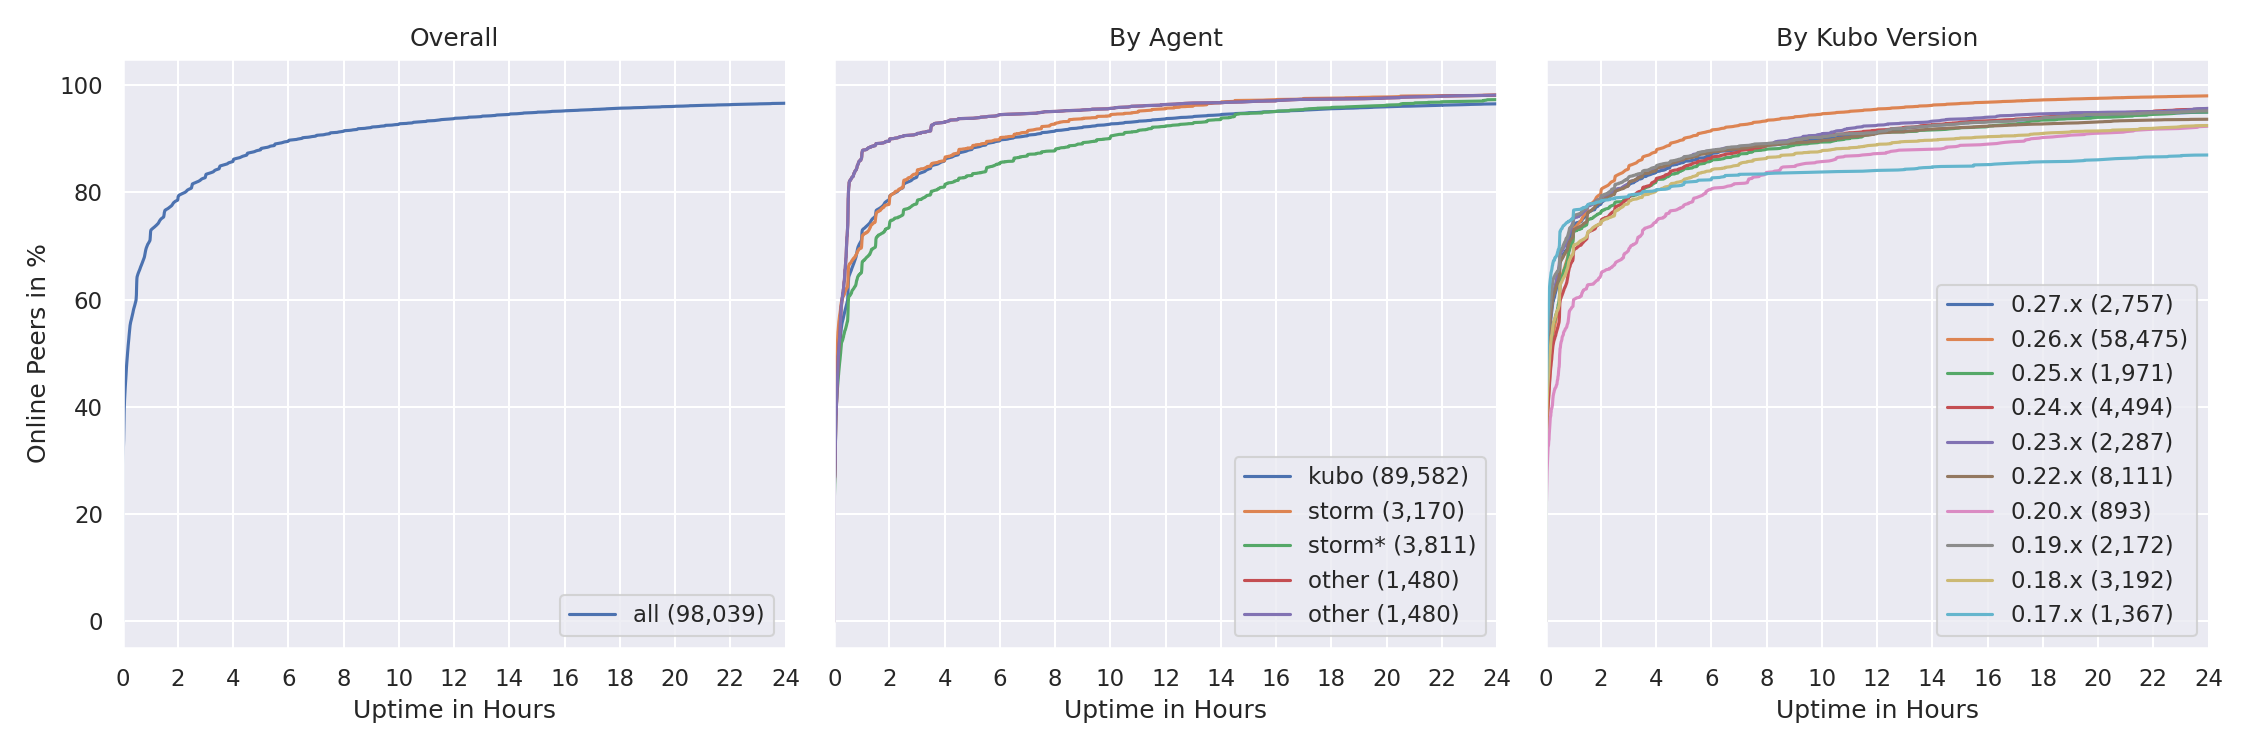 Overall
By Agent
By Kubo Version
Online Peers in %
100
80
60
40
20
0
all (98,039)
0 2 4 6 8 10 12 14 16 18 20 22 24
Uptime in Hours
kubo (89,582)
storm (3,170)
storm* (3,811)
other (1,480)
other (1,480)
0 2 4 6 8 10 12 14 16 18 20 22 24
Uptime in Hours
0.27.x (2,757)
0.26.x (58,475)
0.25.x (1,971)
0.24.x (4,494)
0.23.x (2,287)
0.22.x (8,111)
0.20.x (893)
0.19.x (2,172)
0.18.x (3,192)
0.17.x (1,367)
0 2 4 6 8 10 12 14 16 18 20 22 24
Uptime in Hours